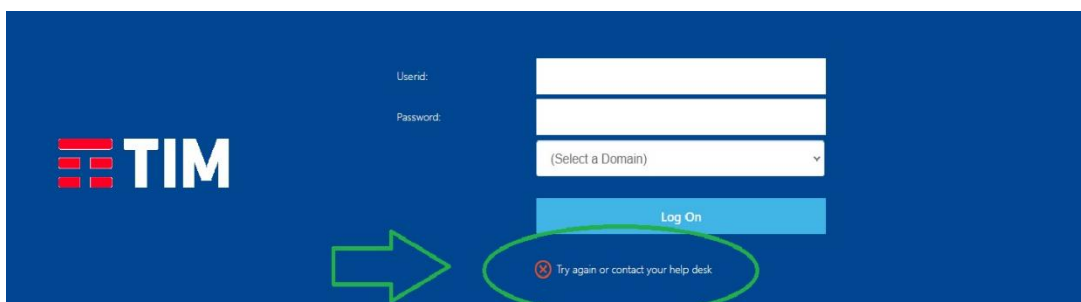 Userid:
Password:
TIM
(Select a Domain)
Log On
Try again or contact your help desk